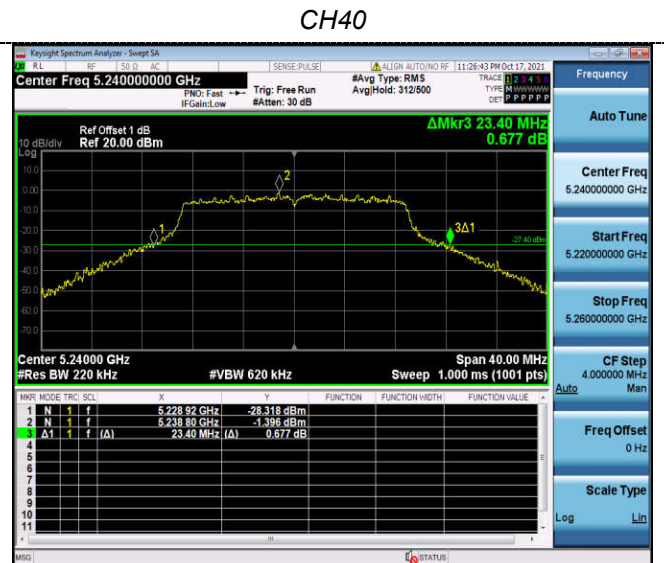 CH40
Keysight Spectrum Analyzer - Swept SA
RL RF 50 Ω AC SENSE:PULSE ALIGN AUTO/NO RF 11:26:43 PM Oct 17, 2021
Center Freq 5.240000000 GHz #Avg Type: RMS TRACE 1 2 3 4 5 6
PNO: Fast Trig: Free Run Avg|Hold: 312/500 TYPE M WWWWW
IFGain:Low #Atten: 30 dB DET P P P P P P
Frequency
Auto Tune
Center Freq
5.240000000 GHz
Start Freq
5.220000000 GHz
Stop Freq
5.260000000 GHz
CF Step
4.000000 MHz
Auto Man
Freq Offset
0 Hz
Scale Type
Log Lin
Ref Offset 1 dB ΔMkr3 23.40 MHz
10 dB/div Ref 20.00 dBm 0.677 dB
Log
10.0
0.00
-10.0
-20.0
-30.0
-40.0
-50.0
-60.0
-70.0
1
2
3Δ1
-27.40 dBm
Center 5.24000 GHz Span 40.00 MHz
#Res BW 220 kHz #VBW 620 kHz Sweep 1.000 ms (1001 pts)
MKR MODE TRC SCL X Y FUNCTION FUNCTION WIDTH FUNCTION VALUE
1 N 1 f 5.228 92 GHz -28.318 dBm
2 N 1 f 5.238 80 GHz -1.396 dBm
3 Δ1 1 f (Δ) 23.40 MHz (Δ) 0.677 dB
4
5
6
7
8
9
10
11
MSG STATUS